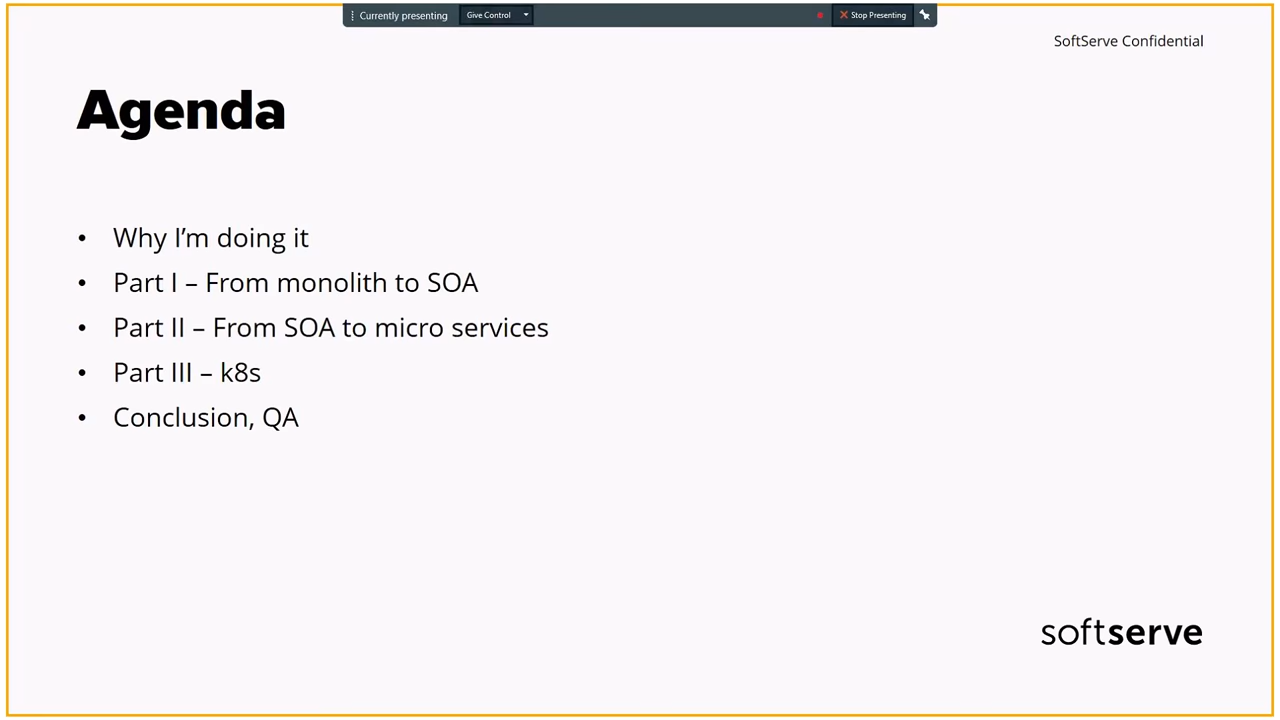 Currently presenting Give Control Stop Presenting
SoftServe Confidential
Agenda
• Why I’m doing it
• Part I – From monolith to SOA
• Part II – From SOA to micro services
• Part III – k8s
• Conclusion, QA
softserve